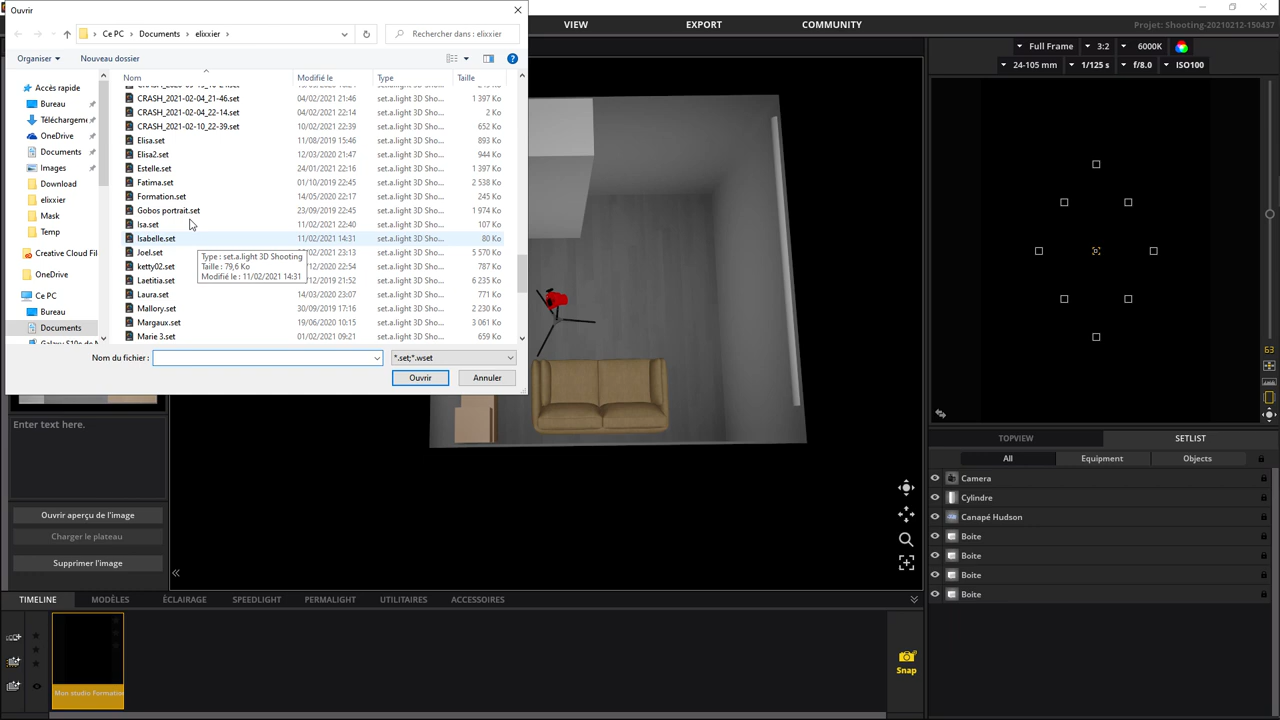 Ouvrir
VIEW EXPORT COMMUNITY Projet: Shooting-20210212-150437
Ce PC › Documents › elixxier ›
Rechercher dans : elixxier
Organiser Nouveau dossier
Nom Modifié le Type Taille
Accès rapide
Bureau
Téléchargem
OneDrive
Documents
Images
Download
elixxier
Mask
Temp
Creative Cloud Fil
OneDrive
Ce PC
Bureau
Documents
CRASH_2021-02-04_21-46.set 04/02/2021 21:46 set.a.light 3D Sho... 1 397 Ko
CRASH_2021-02-04_22-14.set 04/02/2021 22:14 set.a.light 3D Sho... 2 Ko
CRASH_2021-02-10_22-39.set 10/02/2021 22:39 set.a.light 3D Sho... 652 Ko
Elisa.set 11/08/2019 15:46 set.a.light 3D Sho... 893 Ko
Elisa2.set 12/03/2020 21:47 set.a.light 3D Sho... 944 Ko
Estelle.set 24/01/2021 22:16 set.a.light 3D Sho... 1 397 Ko
Fatima.set 01/10/2019 22:45 set.a.light 3D Sho... 2 538 Ko
Formation.set 14/05/2020 22:17 set.a.light 3D Sho... 245 Ko
Gobos portrait.set 23/09/2019 22:45 set.a.light 3D Sho... 1 974 Ko
Isa.set 11/02/2021 22:40 set.a.light 3D Sho... 107 Ko
Isabelle.set 11/02/2021 14:31 set.a.light 3D Sho... 80 Ko
Joel.set /2021 23:13 set.a.light 3D Sho... 5 570 Ko
ketty02.set /12/2020 22:54 set.a.light 3D Sho... 787 Ko
Laetitia.set /12/2019 21:52 set.a.light 3D Sho... 6 235 Ko
Laura.set 14/03/2020 23:07 set.a.light 3D Sho... 771 Ko
Mallory.set 30/09/2019 17:16 set.a.light 3D Sho... 2 230 Ko
Margaux.set 19/06/2020 10:15 set.a.light 3D Sho... 3 061 Ko
Marie 3.set 01/02/2021 09:21 set.a.light 3D Sho... 659 Ko
Type : set.a.light 3D Shooting
Taille : 79,6 Ko
Modifié le : 11/02/2021 14:31
Nom du fichier : *.set;*.wset
Ouvrir Annuler
Enter text here.
Ouvrir aperçu de l'image
Charger le plateau
Supprimer l'image
Full Frame 3:2 6000K
24-105 mm 1/125 s f/8.0 ISO100
63
TOPVIEW SETLIST
All Equipment Objects
Camera
Cylindre
Canapé Hudson
Boite
Boite
Boite
Boite
TIMELINE MODÈLES ÉCLAIRAGE SPEEDLIGHT PERMALIGHT UTILITAIRES ACCESSOIRES
Mon studio Formation
Snap